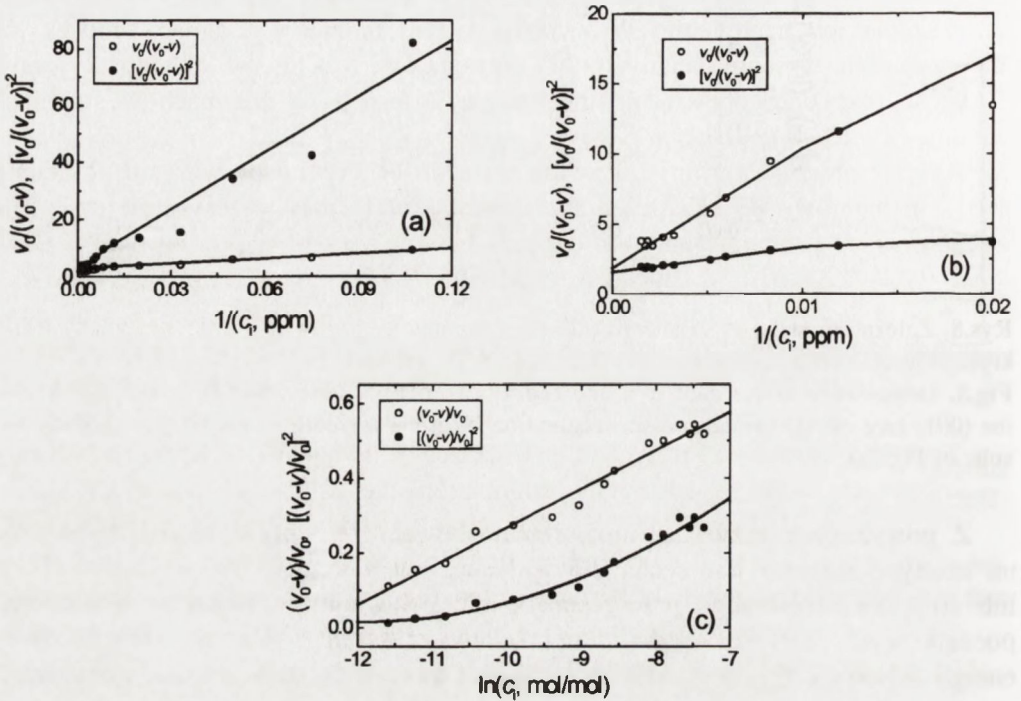 v₀/(v₀-v), [v₀/(v₀-v)]²
80
60
40
20
0
v₀/(v₀-v)
[v₀/(v₀-v)]²
(a)
0.00 0.03 0.06 0.09 0.12
1/(cᵢ, ppm)
v₀/(v₀-v), [v₀/(v₀-v)]²
20
15
10
5
0
v₀/(v₀-v)
[v₀/(v₀-v)]²
(b)
0.00 0.01 0.02
1/(cᵢ, ppm)
(v₀-v)/v₀, [(v₀-v)/v₀]²
0.6
0.4
0.2
0.0
(v₀-v)/v₀
[(v₀-v)/v₀]²
(c)
-12 -11 -10 -9 -8 -7
ln(cᵢ, mol/mol)